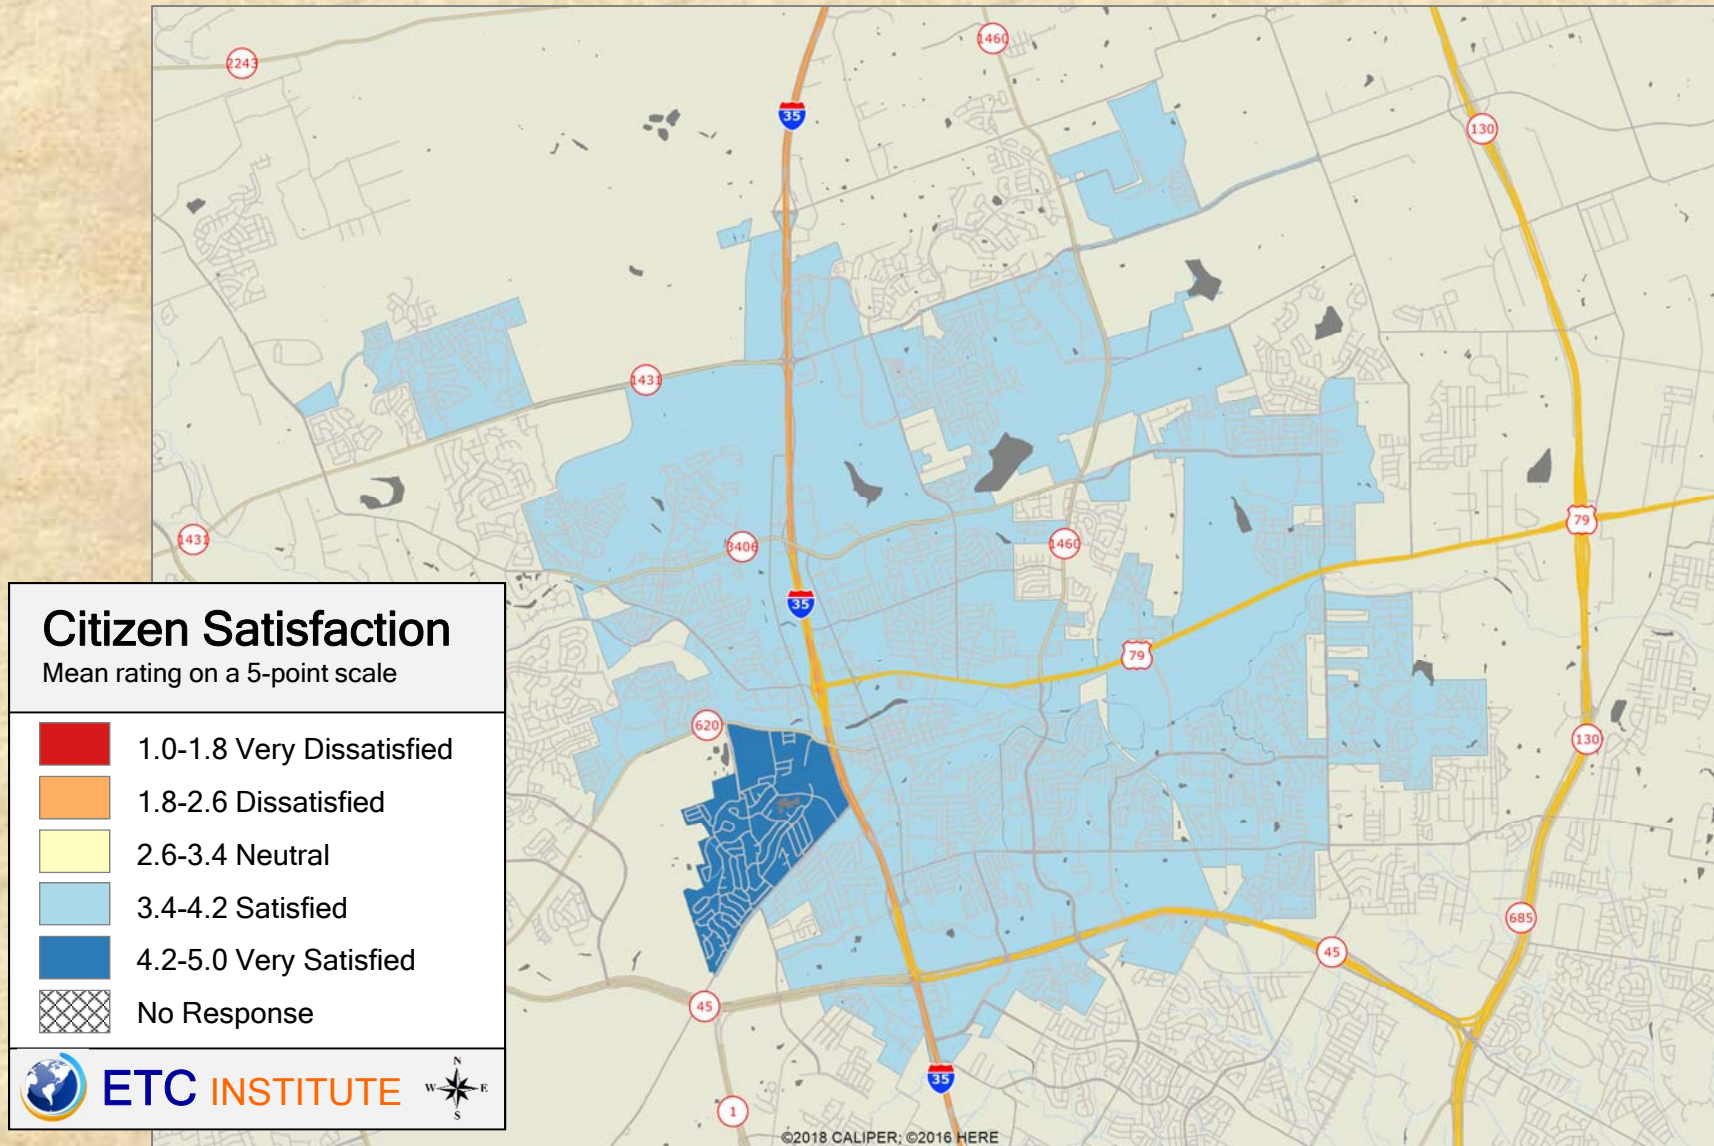 2243
1460
35
130
1431
1431
3406
1460
79
35
79
620
130
685
45
45
35
1
Citizen Satisfaction
Mean rating on a 5-point scale
1.0-1.8 Very Dissatisfied
1.8-2.6 Dissatisfied
2.6-3.4 Neutral
3.4-4.2 Satisfied
4.2-5.0 Very Satisfied
No Response
ETC INSTITUTE
N
W E
S
©2018 CALIPER; ©2016 HERE